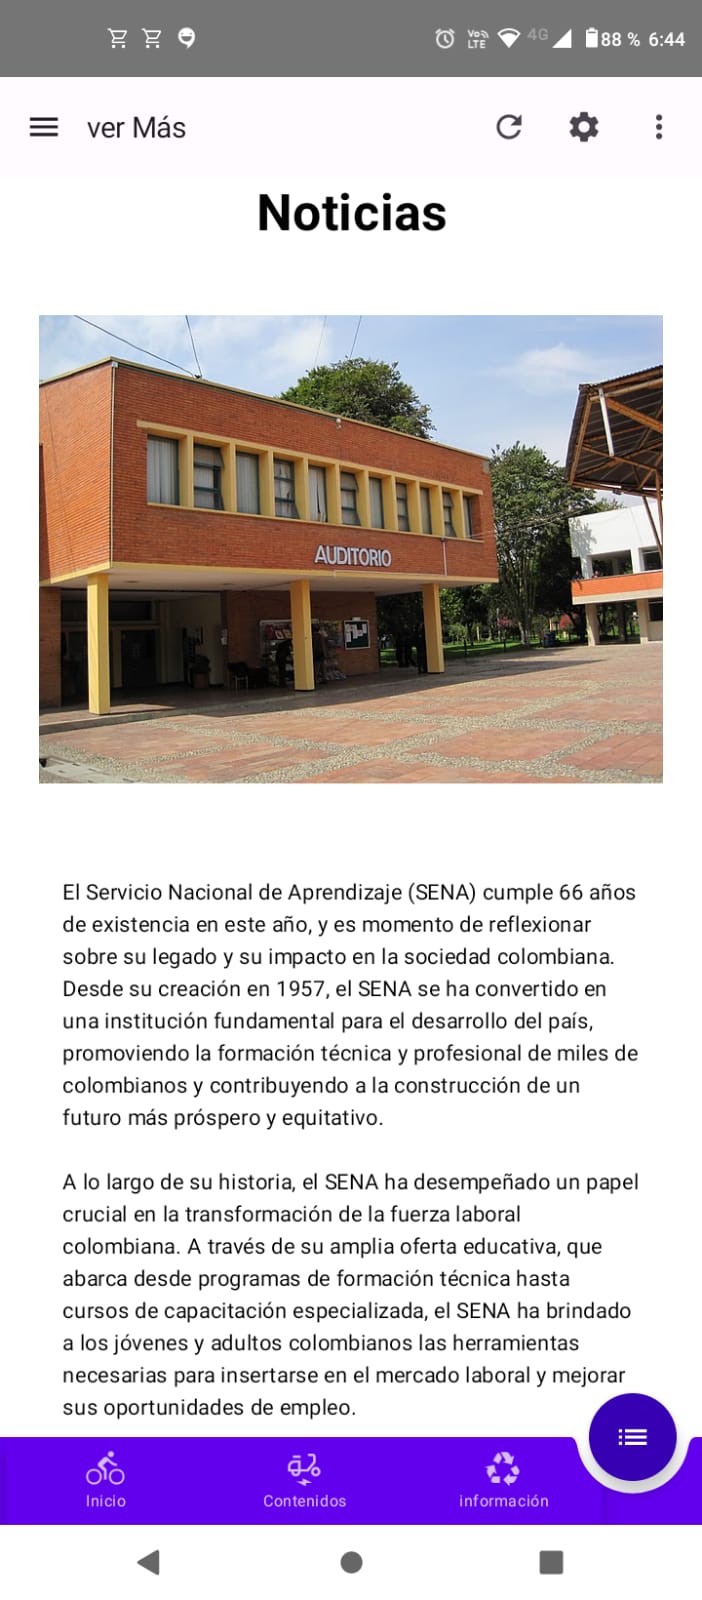 4G 88 % 6:44
VoLTE
ver Más
Noticias
AUDITORIO
El Servicio Nacional de Aprendizaje (SENA) cumple 66 años
de existencia en este año, y es momento de reflexionar
sobre su legado y su impacto en la sociedad colombiana.
Desde su creación en 1957, el SENA se ha convertido en
una institución fundamental para el desarrollo del país,
promoviendo la formación técnica y profesional de miles de
colombianos y contribuyendo a la construcción de un
futuro más próspero y equitativo.
A lo largo de su historia, el SENA ha desempeñado un papel
crucial en la transformación de la fuerza laboral
colombiana. A través de su amplia oferta educativa, que
abarca desde programas de formación técnica hasta
cursos de capacitación especializada, el SENA ha brindado
a los jóvenes y adultos colombianos las herramientas
necesarias para insertarse en el mercado laboral y mejorar
sus oportunidades de empleo.
Inicio
Contenidos
información